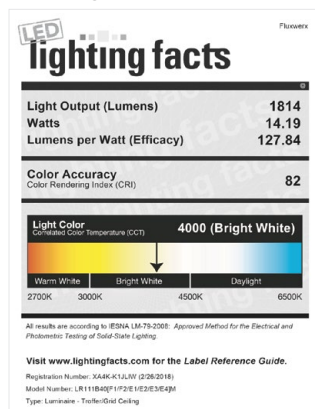 Fluxwerx
LED
lighting facts
Light Output (Lumens) 1814
Watts 14.19
Lumens per Watt (Efficacy) 127.84
Color Accuracy 82
Color Rendering Index (CRI)
Light Color 4000 (Bright White)
Correlated Color Temperature (CCT)
Warm White Bright White Daylight
2700K 3000K 4500K 6500K
All results are according to IESNA LM-79-2008: Approved Method for the Electrical and
Photometric Testing of Solid-State Lighting.
Visit www.lightingfacts.com for the Label Reference Guide.
Registration Number: XA4K-K1JLIW (2/26/2018)
Model Number: LR111B40[F1/F2/E1/E2/E3/E4]M
Type: Luminaire - Troffer/Grid Ceiling